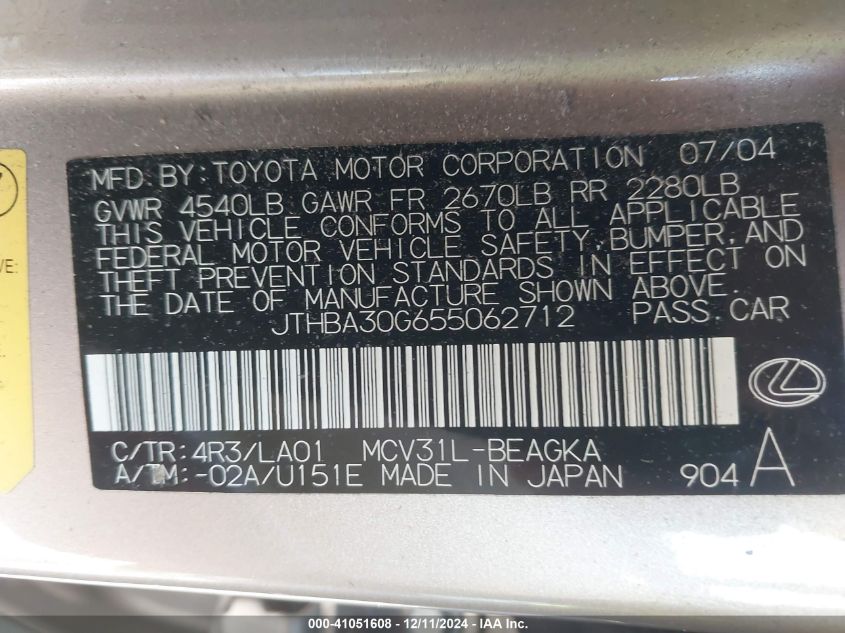 MFD. BY: TOYOTA MOTOR CORPORATION 07/04
GVWR 4540LB GAWR FR 2670LB RR 2280LB
THIS VEHICLE CONFORMS TO ALL APPLICABLE
FEDERAL MOTOR VEHICLE SAFETY, BUMPER, AND
THEFT PREVENTION STANDARDS IN EFFECT ON
THE DATE OF MANUFACTURE SHOWN ABOVE.
JTHBA30G655062712 PASS. CAR
C/TR: 4R3/LA01 MCV31L-BEAGKA
A/TM: -02A/U151E MADE IN JAPAN 904 A
000-41051608 - 12/11/2024 - IAA Inc.